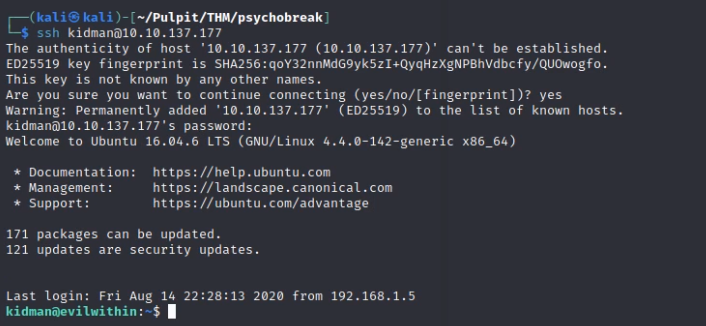 ┌──(kali㉿kali)-[~/Pulpit/THM/psychobreak]
└─$ ssh kidman@10.10.137.177
The authenticity of host '10.10.137.177 (10.10.137.177)' can't be established.
ED25519 key fingerprint is SHA256:qoY32nnMdG9yk5zI+QyqHzXgNPBhVdbcfy/QUOwogfo.
This key is not known by any other names.
Are you sure you want to continue connecting (yes/no/[fingerprint])? yes
Warning: Permanently added '10.10.137.177' (ED25519) to the list of known hosts.
kidman@10.10.137.177's password:
Welcome to Ubuntu 16.04.6 LTS (GNU/Linux 4.4.0-142-generic x86_64)
* Documentation:  https://help.ubuntu.com
* Management:     https://landscape.canonical.com
* Support:        https://ubuntu.com/advantage
171 packages can be updated.
121 updates are security updates.
Last login: Fri Aug 14 22:28:13 2020 from 192.168.1.5
kidman@evilwithin:~$